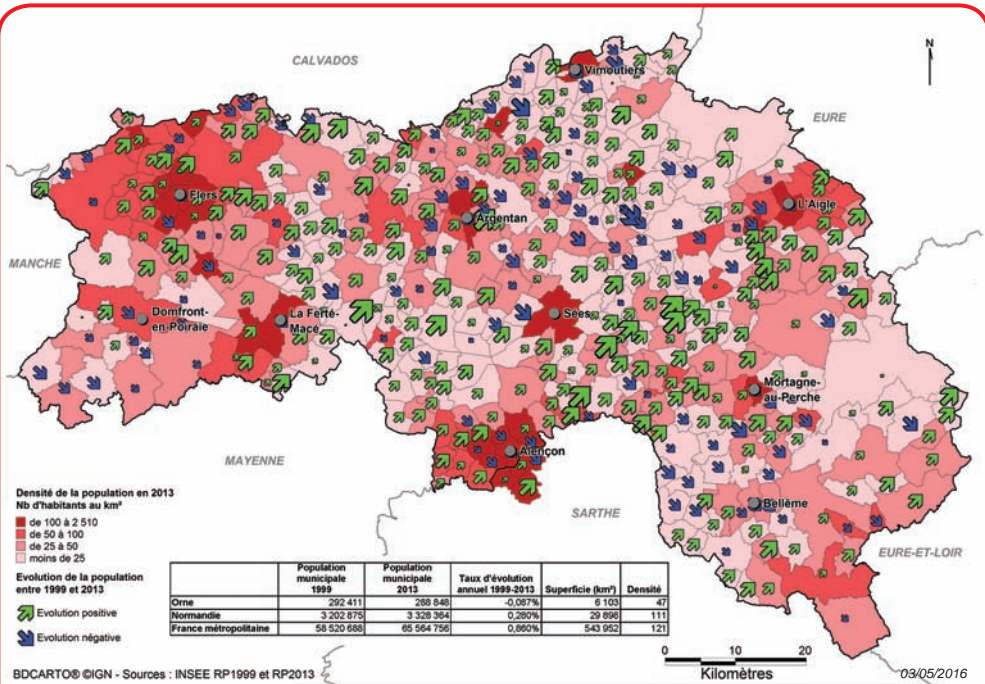 CALVADOS
N
Vimoutiers
EURE
Flers
L'Aigle
Argentan
MANCHE
Domfront-
en-Poiraie
La Ferté-
Macé
Sées
Mortagne-
au-Perche
Alençon
MAYENNE
SARTHE
Bellême
EURE-ET-LOIR
Densité de la population en 2013
Nb d'habitants au km²
de 100 à 2 510
de 50 à 100
de 25 à 50
moins de 25
Evolution de la population
entre 1999 et 2013
Evolution positive
Evolution négative
Population municipale 1999 Population municipale 2013 Taux d'évolution annuel 1999-2013 Superficie (km²) Densité
Orne 292 411 288 848 -0,087% 6 103 47
Normandie 3 202 875 3 328 364 0,280% 29 898 111
France métropolitaine 58 520 688 65 564 756 0,860% 543 952 121
0 10 20
Kilomètres
BDCARTO® ©IGN - Sources : INSEE RP1999 et RP2013
03/05/2016